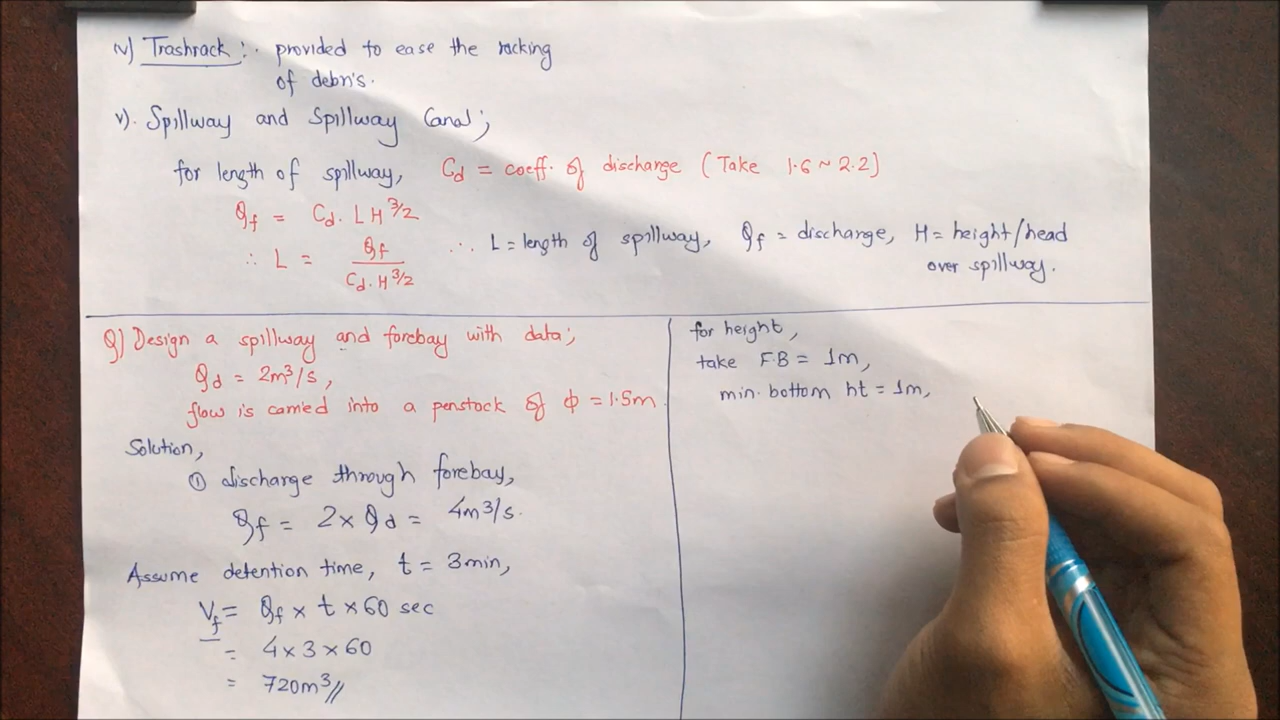 iv) Trashrack :- provided to ease the racking
of debris.
v). Spillway and Spillway Canal;
for length of spillway, Cd = coeff. of discharge (Take 1.6 ~ 2.2)
Qf = Cd. L H^3/2
∴ L = Qf / Cd. H^3/2 ∴ L = length of spillway, Qf = discharge, H = height/head
over spillway.
Q) Design a spillway and forebay with data;
Qd = 2m³/s,
flow is carried into a penstock of ϕ = 1.5m.
Solution,
① discharge through forebay,
Qf = 2 x Qd = 4m³/s.
Assume detention time, t = 3min,
Vf = Qf x t x 60 sec
= 4 x 3 x 60
= 720m³//
for height,
take F.B = 1m,
min. bottom ht = 1m,